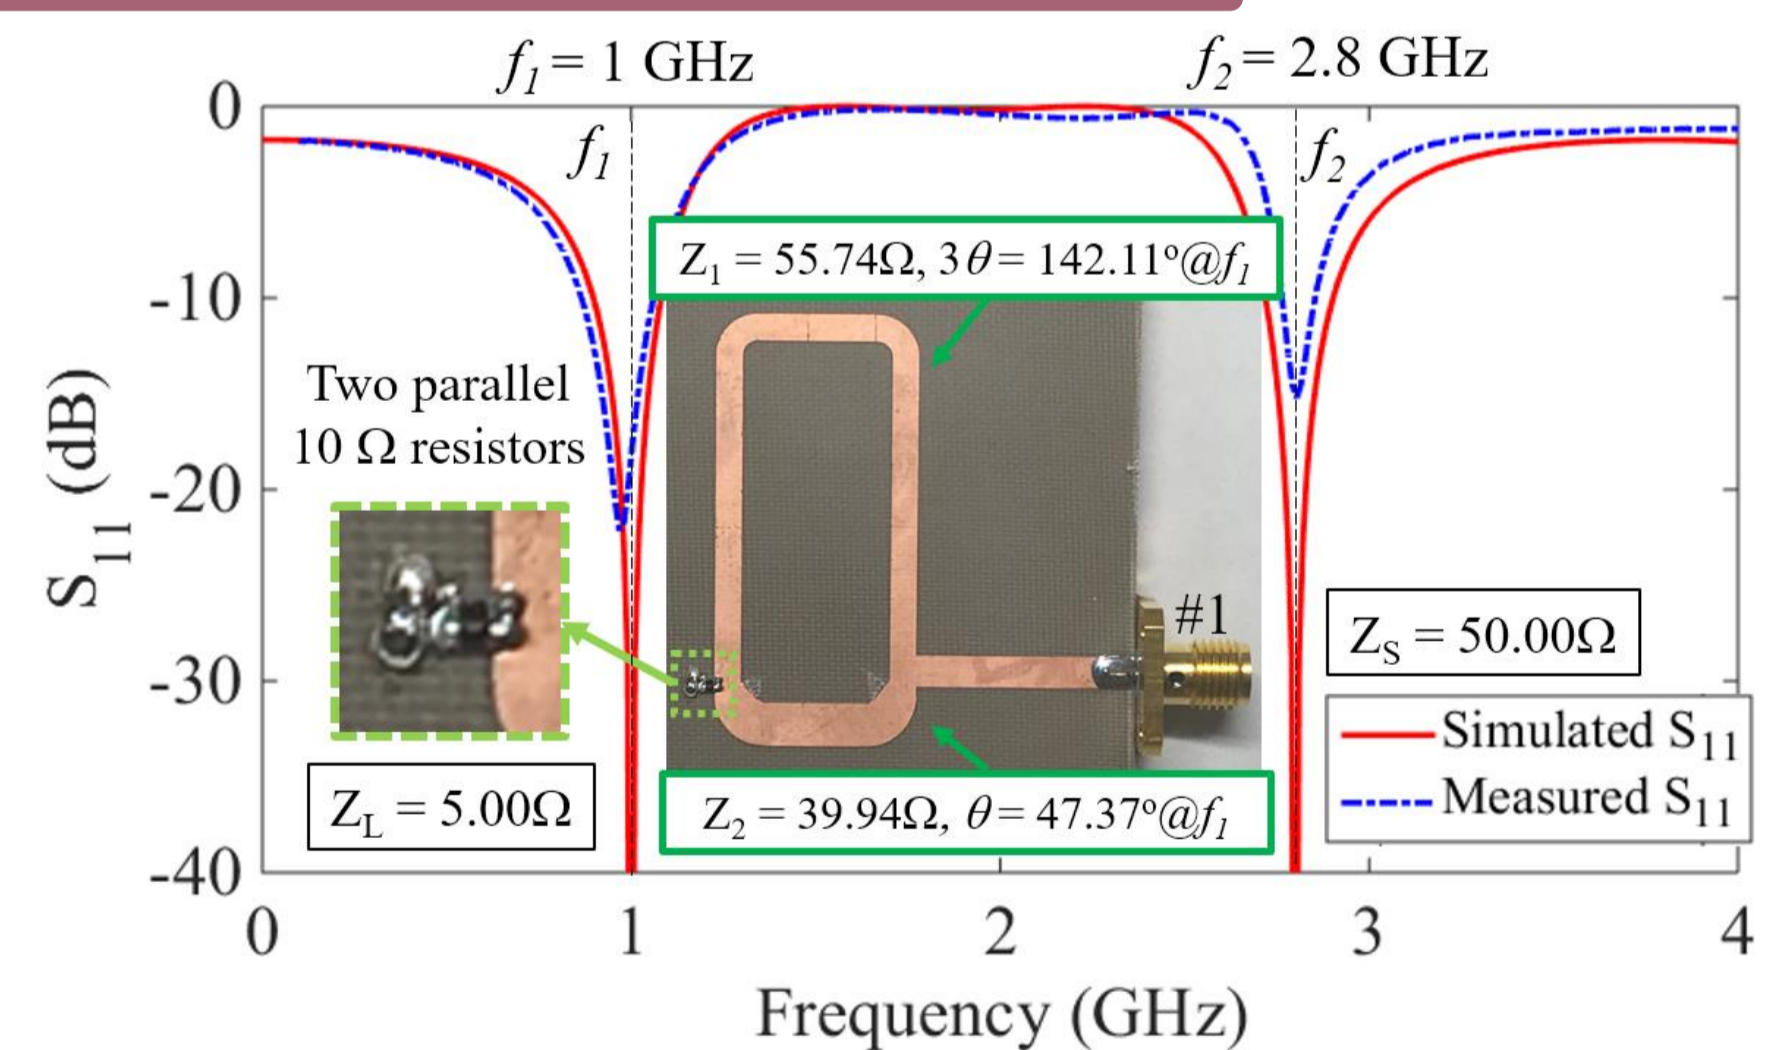 f1 = 1 GHz
f2 = 2.8 GHz
0
f1
f2
Z1 = 55.74Ω, 3θ = 142.11º@f1
-10
Two parallel
10 Ω resistors
-20
S11 (dB)
#1
ZS = 50.00Ω
-30
Simulated S11
Measured S11
ZL = 5.00Ω
Z2 = 39.94Ω, θ = 47.37º@f1
-40
0 1 2 3 4
Frequency (GHz)